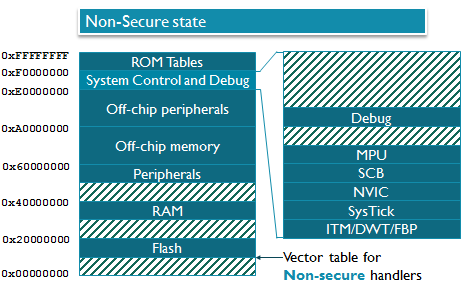 Non-Secure state
0xFFFFFFFF
ROM Tables
0xF0000000
System Control and Debug
0xE0000000
Off-chip peripherals
0xA0000000
Off-chip memory
0x60000000
Peripherals
0x40000000
RAM
0x20000000
Flash
0x00000000
Debug
MPU
SCB
NVIC
SysTick
ITM/DWT/FBP
Vector table for
Non-secure handlers